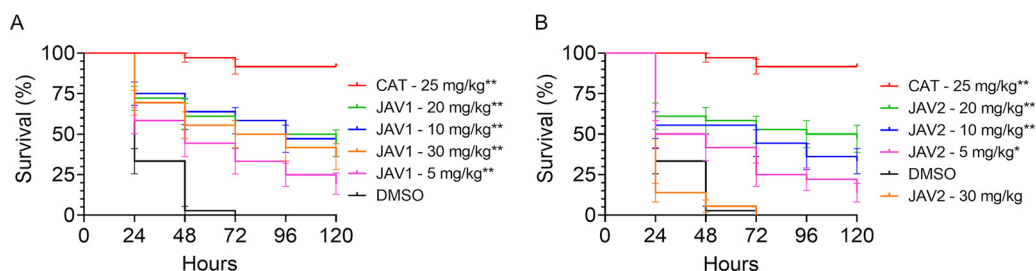 A
Survival (%)
100
75
50
25
0
0 24 48 72 96 120
Hours
CAT - 25 mg/kg**
JAV1 - 20 mg/kg**
JAV1 - 10 mg/kg**
JAV1 - 30 mg/kg**
JAV1 - 5 mg/kg**
DMSO
B
Survival (%)
100
75
50
25
0
0 24 48 72 96 120
Hours
CAT - 25 mg/kg**
JAV2 - 20 mg/kg**
JAV2 - 10 mg/kg**
JAV2 - 5 mg/kg*
DMSO
JAV2 - 30 mg/kg